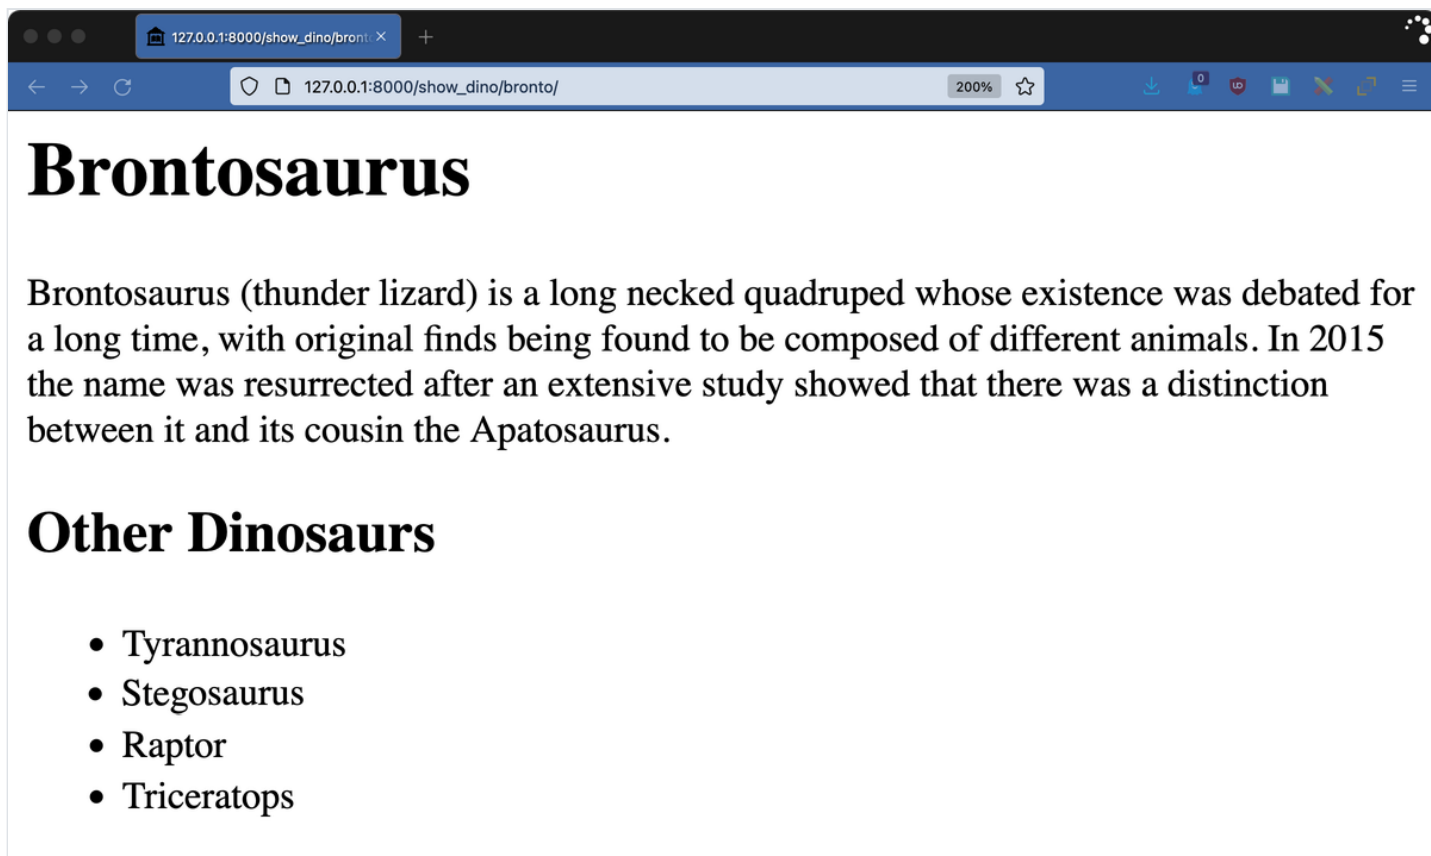 127.0.0.1:8000/show_dino/bront
127.0.0.1:8000/show_dino/bronto/
200%
0
Brontosaurus
Brontosaurus (thunder lizard) is a long necked quadruped whose existence was debated for
a long time, with original finds being found to be composed of different animals. In 2015
the name was resurrected after an extensive study showed that there was a distinction
between it and its cousin the Apatosaurus.
Other Dinosaurs
• Tyrannosaurus
• Stegosaurus
• Raptor
• Triceratops